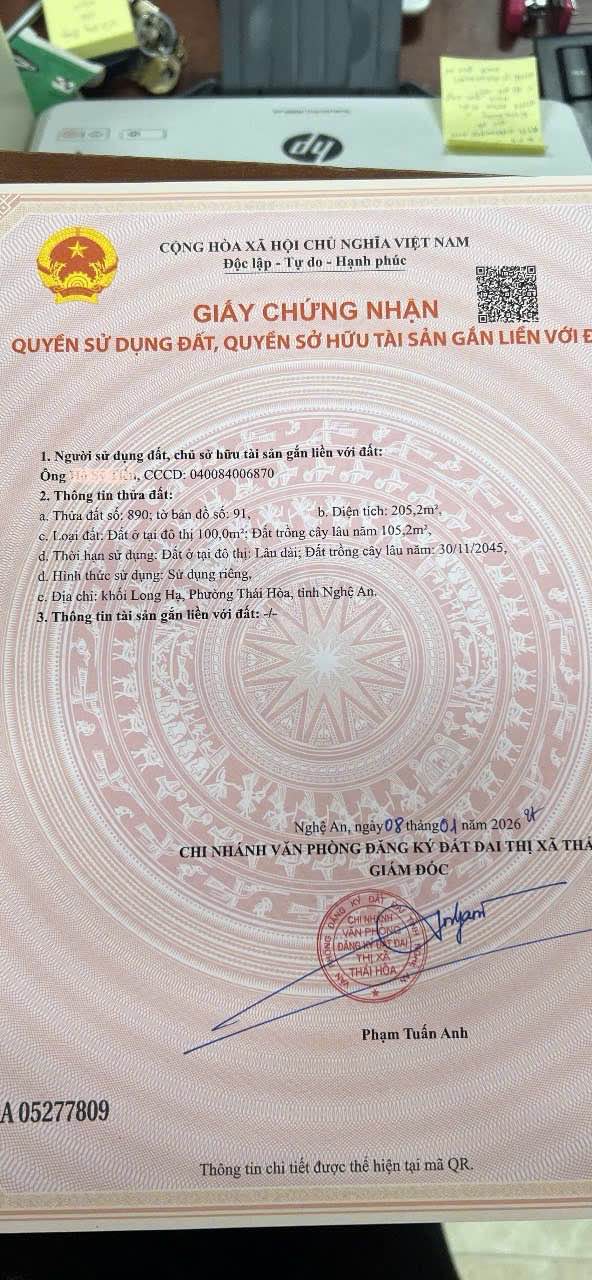 hp
CỘNG HÒA XÃ HỘI CHỦ NGHĨA VIỆT NAM
Độc lập - Tự do - Hạnh phúc
GIẤY CHỨNG NHẬN
QUYỀN SỬ DỤNG ĐẤT, QUYỀN SỞ HỮU TÀI SẢN GẮN LIỀN VỚI Đ
1. Người sử dụng đất, chủ sở hữu tài sản gắn liền với đất:
Ông , CCCD: 040084006870
2. Thông tin thửa đất:
a. Thửa đất số: 890; tờ bản đồ số: 91, b. Diện tích: 205,2m²,
c. Loại đất: Đất ở tại đô thị 100,0m²; Đất trồng cây lâu năm 105,2m²,
d. Thời hạn sử dụng: Đất ở tại đô thị: Lâu dài; Đất trồng cây lâu năm: 30/11/2045,
đ. Hình thức sử dụng: Sử dụng riêng,
e. Địa chỉ: khối Long Hạ, Phường Thái Hòa, tỉnh Nghệ An.
3. Thông tin tài sản gắn liền với đất: -/-
Nghệ An, ngày 08 tháng 01 năm 2026
CHI NHÁNH VĂN PHÒNG ĐĂNG KÝ ĐẤT ĐAI THỊ XÃ THÁ
GIÁM ĐỐC
CHI NHÁNH
VĂN PHÒNG
ĐĂNG KÝ ĐẤT ĐAI
THỊ XÃ
THÁI HÒA
Phạm Tuấn Anh
A 05277809
Thông tin chi tiết được thể hiện tại mã QR.